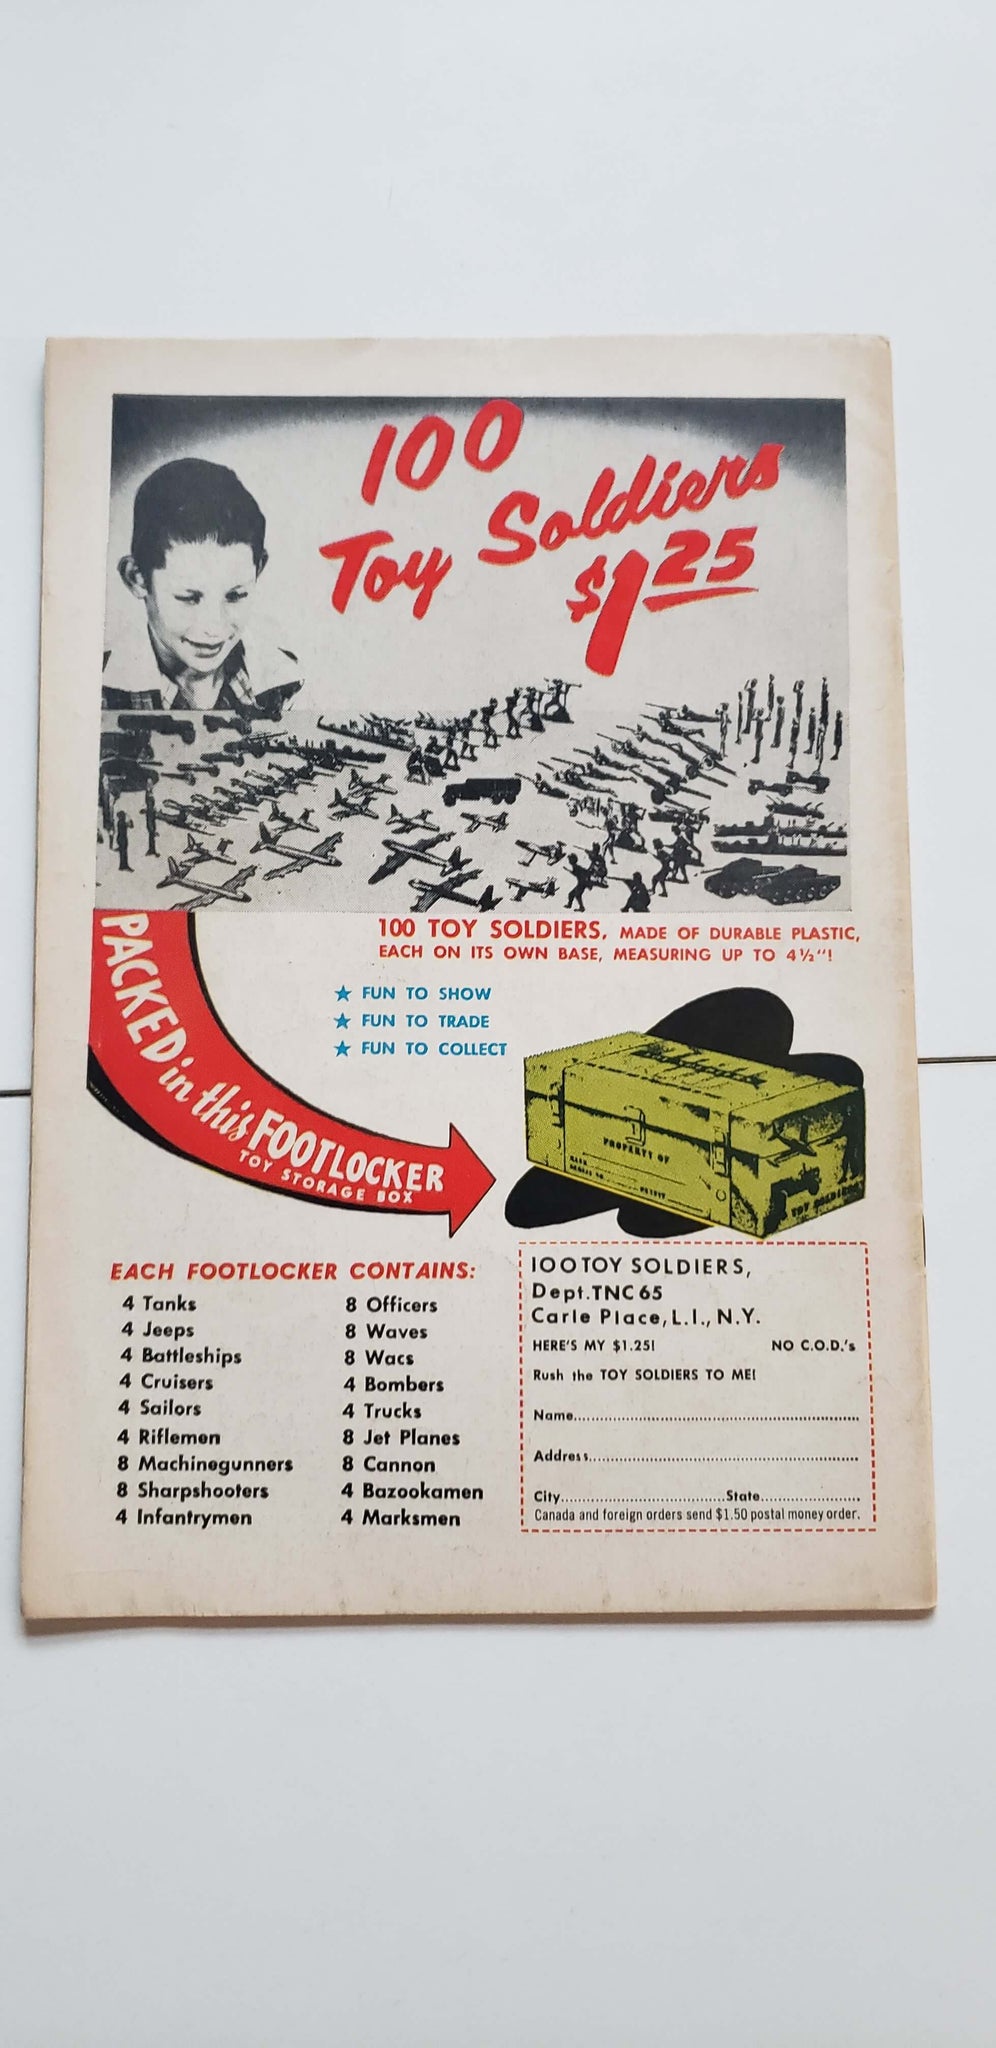 100
Toy Soldiers
$1.25
100 TOY SOLDIERS, MADE OF DURABLE PLASTIC,
EACH ON ITS OWN BASE, MEASURING UP TO 4½"!
★ FUN TO SHOW
★ FUN TO TRADE
★ FUN TO COLLECT
PACKED in this FOOTLOCKER
TOY STORAGE BOX
PROPERTY OF
TOY SOLDIERS
EACH FOOTLOCKER CONTAINS:
4 Tanks
4 Jeeps
4 Battleships
4 Cruisers
4 Sailors
4 Riflemen
8 Machinegunners
8 Sharpshooters
4 Infantrymen
8 Officers
8 Waves
8 Wacs
4 Bombers
4 Trucks
8 Jet Planes
8 Cannon
4 Bazookamen
4 Marksmen
100 TOY SOLDIERS,
Dept. TNC 65
Carle Place, L.I., N.Y.
HERE'S MY $1.25! NO C.O.D.'s
Rush the TOY SOLDIERS TO ME!
Name
Address
City State
Canada and foreign orders send $1.50 postal money order.